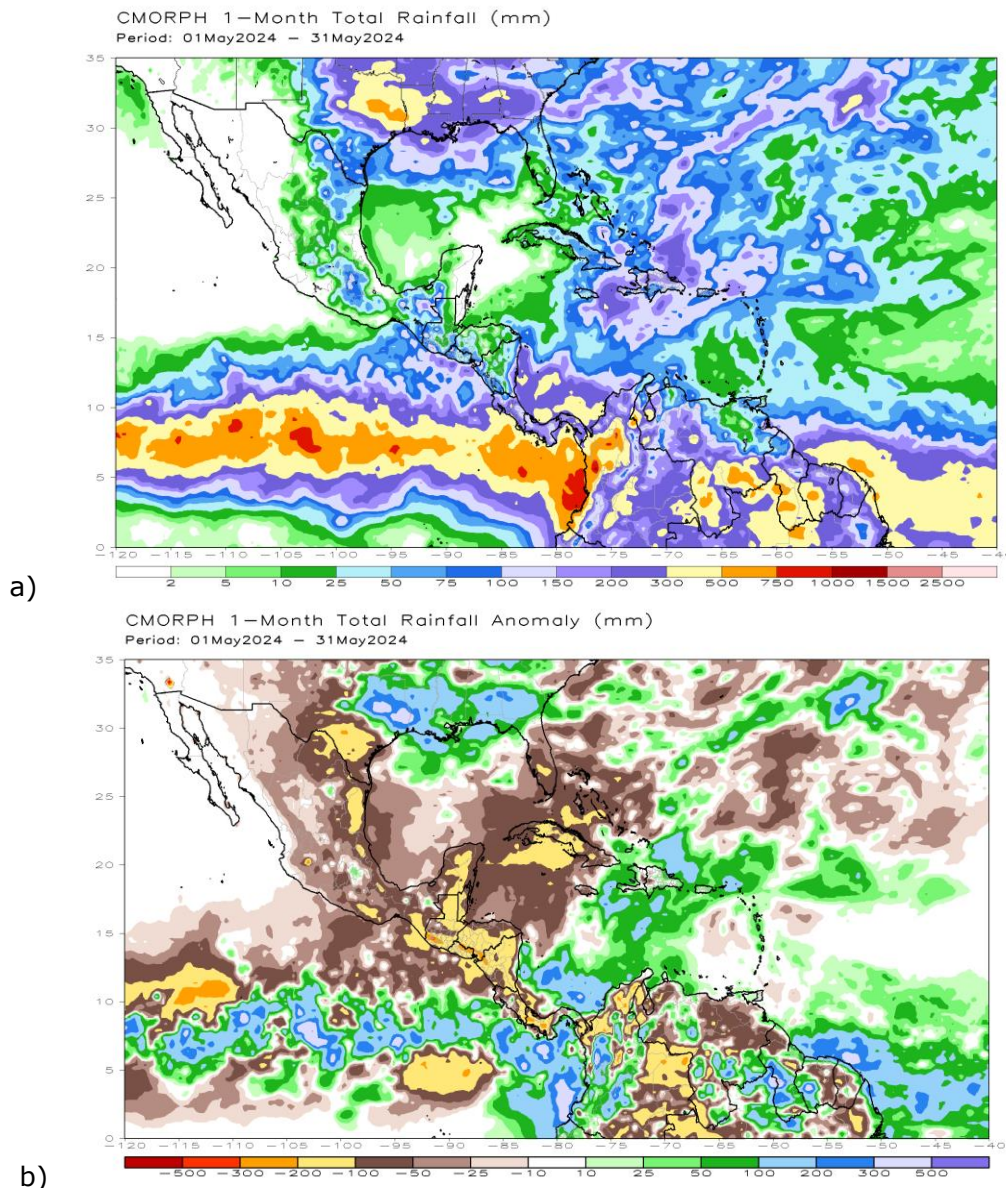 CMORPH 1-Month Total Rainfall (mm)
Period: 01May2024 - 31May2024
35
30
25
20
15
10
5
0
-120 -115 -110 -105 -100 -95 -90 -85 -80 -75 -70 -65 -60 -55 -50 -45 -40
2 5 10 25 50 75 100 150 200 300 500 750 1000 1500 2500
a)
CMORPH 1-Month Total Rainfall Anomaly (mm)
Period: 01May2024 - 31May2024
35
30
25
20
15
10
5
0
-120 -115 -110 -105 -100 -95 -90 -85 -80 -75 -70 -65 -60 -55 -50 -45 -40
-500 -300 -200 -100 -50 -25 -10 10 25 50 100 200 300 500
b)